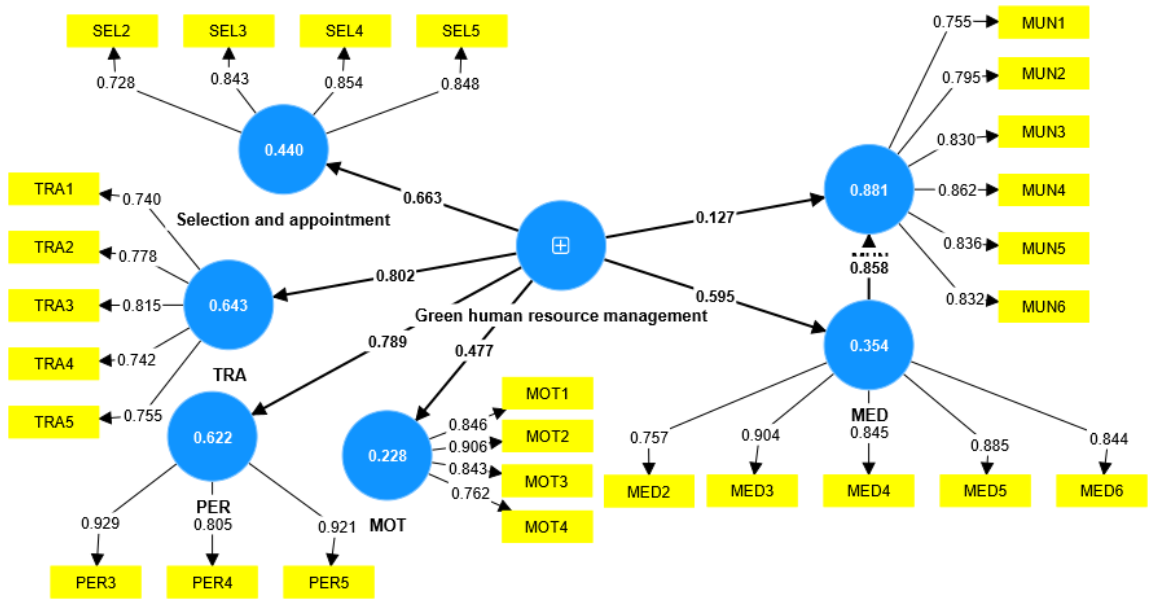 SEL2
SEL3
SEL4
SEL5
0.728
0.843
0.854
0.848
0.440
Selection and appointment
0.663
TRA1
TRA2
TRA3
TRA4
TRA5
0.740
0.778
0.815
0.742
0.755
0.643
TRA
0.802
Green human resource management
0.789
0.477
0.622
PER
0.929
0.805
0.921
PER3
PER4
PER5
0.228
MOT
0.846
0.906
0.843
0.762
MOT1
MOT2
MOT3
MOT4
0.127
0.595
0.881
MUN
0.858
0.755
0.795
0.830
0.862
0.836
0.832
MUN1
MUN2
MUN3
MUN4
MUN5
MUN6
0.354
MED
0.757
0.904
0.845
0.885
0.844
MED2
MED3
MED4
MED5
MED6